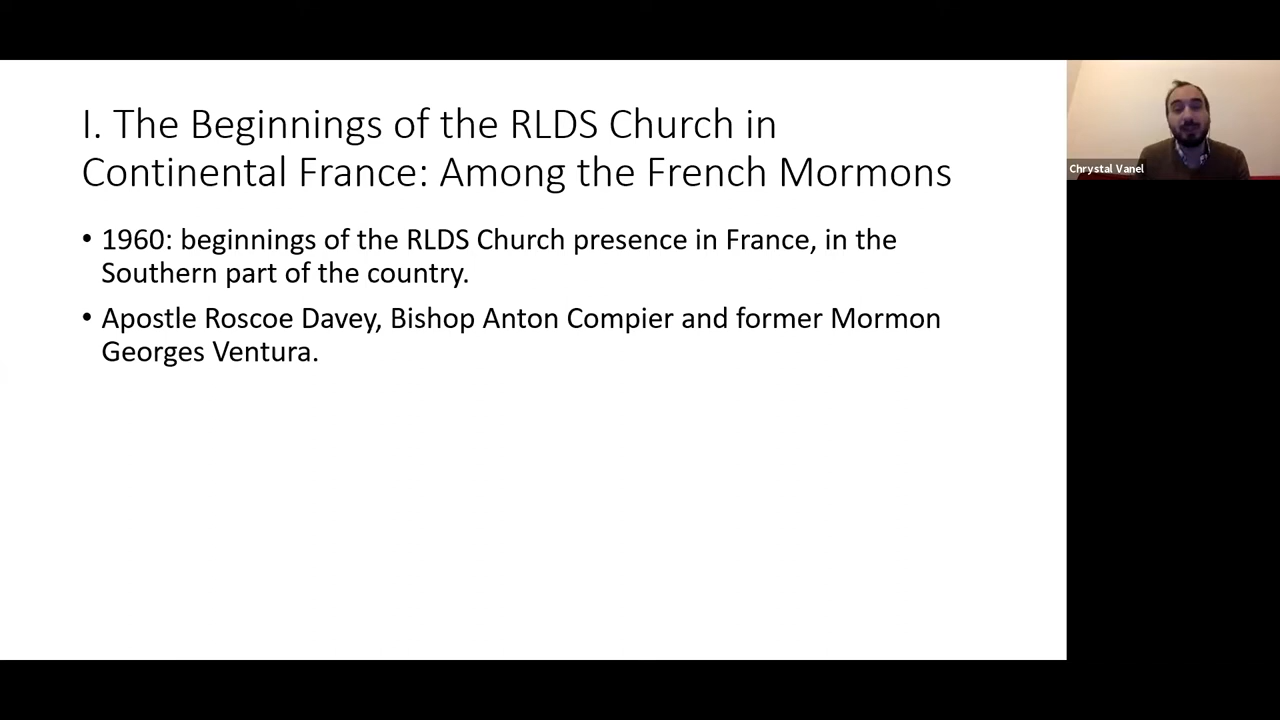 I. The Beginnings of the RLDS Church in
Continental France: Among the French Mormons
• 1960: beginnings of the RLDS Church presence in France, in the
Southern part of the country.
• Apostle Roscoe Davey, Bishop Anton Compier and former Mormon
Georges Ventura.
Chrystal Vanel